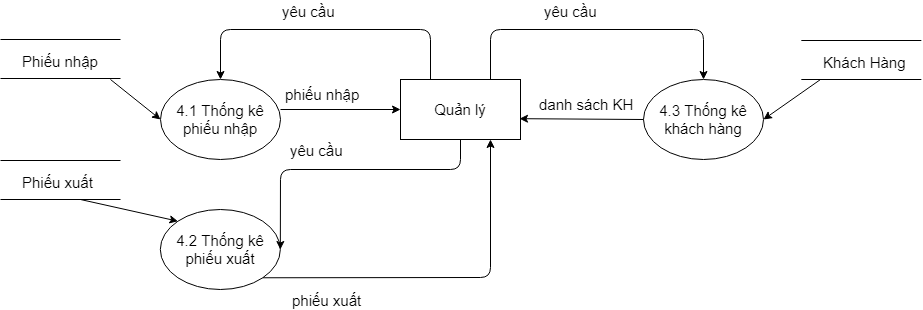 yêu cầu
yêu cầu
Phiếu nhập
Khách Hàng
4.1 Thống kê
phiếu nhập
phiếu nhập
Quản lý
danh sách KH
4.3 Thống kê
khách hàng
yêu cầu
Phiếu xuất
4.2 Thống kê
phiếu xuất
phiếu xuất